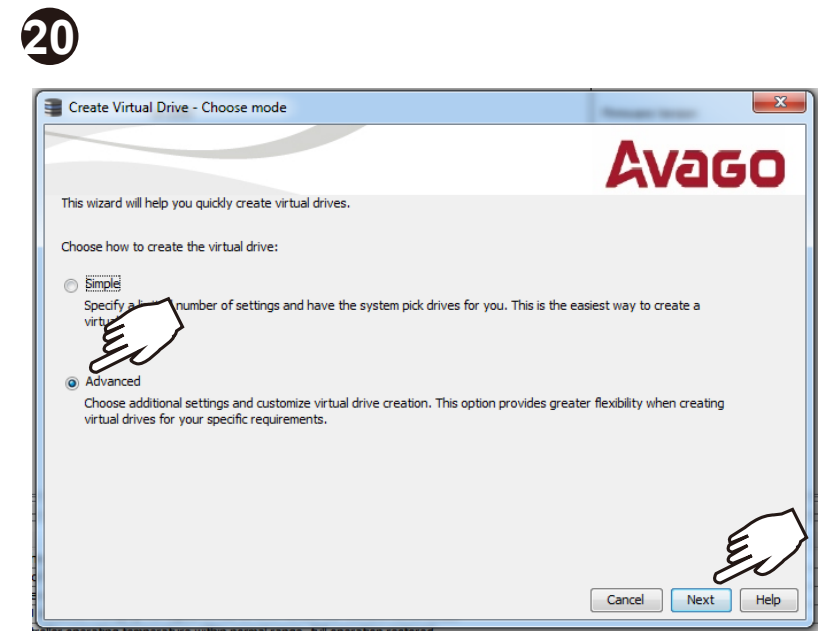 20
Create Virtual Drive - Choose mode
Avago
This wizard will help you quickly create virtual drives.
Choose how to create the virtual drive:
Simple
Specify a number of settings and have the system pick drives for you. This is the easiest way to create a
Advanced
Choose additional settings and customize virtual drive creation. This option provides greater flexibility when creating
virtual drives for your specific requirements.
Cancel Next Help